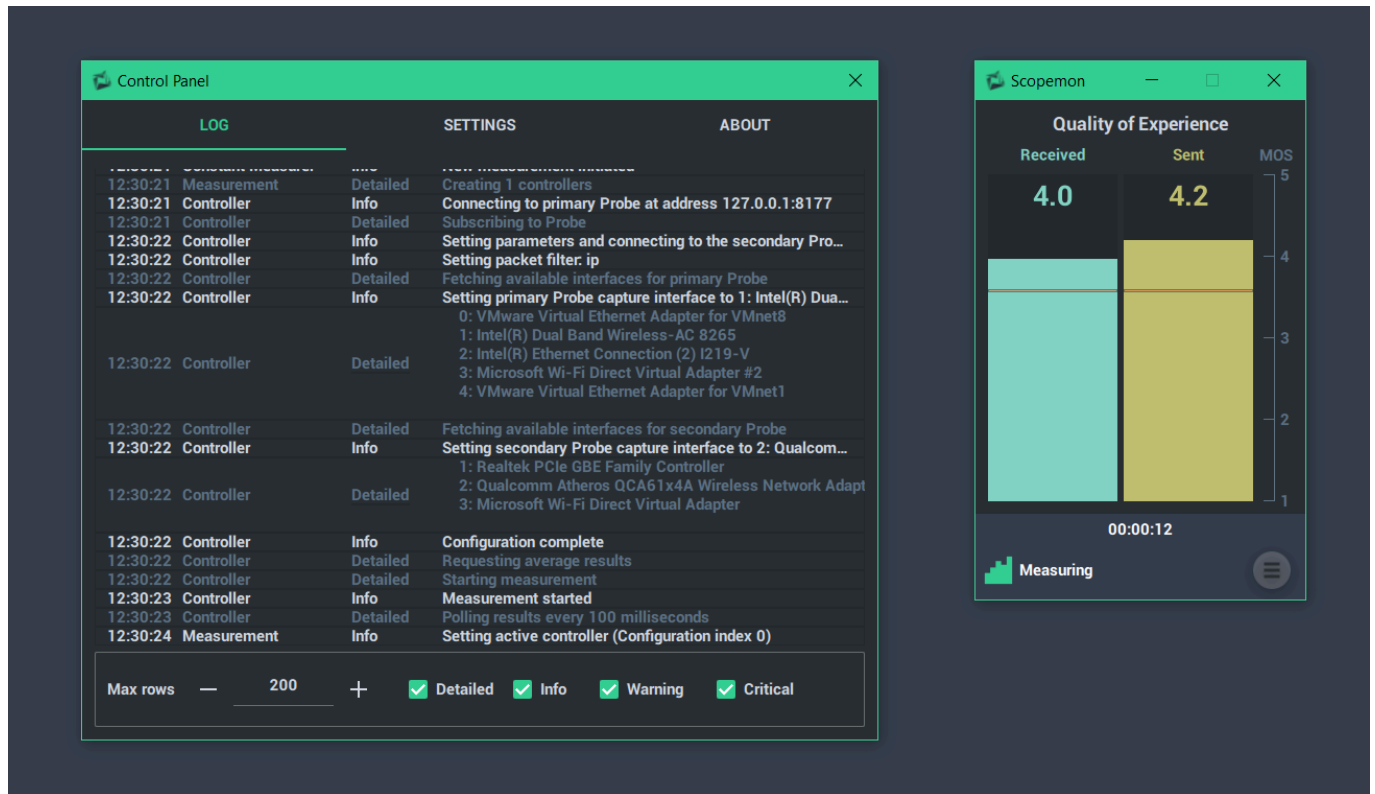 Control Panel
LOG SETTINGS ABOUT
12:30:21 Constant Measurer Info New measurement initiated
12:30:21 Measurement Detailed Creating 1 controllers
12:30:21 Controller Info Connecting to primary Probe at address 127.0.0.1:8177
12:30:21 Controller Detailed Subscribing to Probe
12:30:22 Controller Info Setting parameters and connecting to the secondary Pro...
12:30:22 Controller Info Setting packet filter: ip
12:30:22 Controller Detailed Fetching available interfaces for primary Probe
12:30:22 Controller Info Setting primary Probe capture interface to 1: Intel(R) Dua...
0: VMware Virtual Ethernet Adapter for VMnet8
1: Intel(R) Dual Band Wireless-AC 8265
2: Intel(R) Ethernet Connection (2) I219-V
12:30:22 Controller Detailed
3: Microsoft Wi-Fi Direct Virtual Adapter #2
4: VMware Virtual Ethernet Adapter for VMnet1
12:30:22 Controller Detailed Fetching available interfaces for secondary Probe
12:30:22 Controller Info Setting secondary Probe capture interface to 2: Qualcom...
1: Realtek PCIe GBE Family Controller
2: Qualcomm Atheros QCA61x4A Wireless Network Adapt
12:30:22 Controller Detailed
3: Microsoft Wi-Fi Direct Virtual Adapter
12:30:22 Controller Info Configuration complete
12:30:22 Controller Detailed Requesting average results
12:30:22 Controller Detailed Starting measurement
12:30:23 Controller Info Measurement started
12:30:23 Controller Detailed Polling results every 100 milliseconds
12:30:24 Measurement Info Setting active controller (Configuration index 0)
Max rows — 200 + Detailed Info Warning Critical
Scopemon
Quality of Experience
Received Sent MOS
4.0 4.2
5
4
3
2
1
00:00:12
Measuring